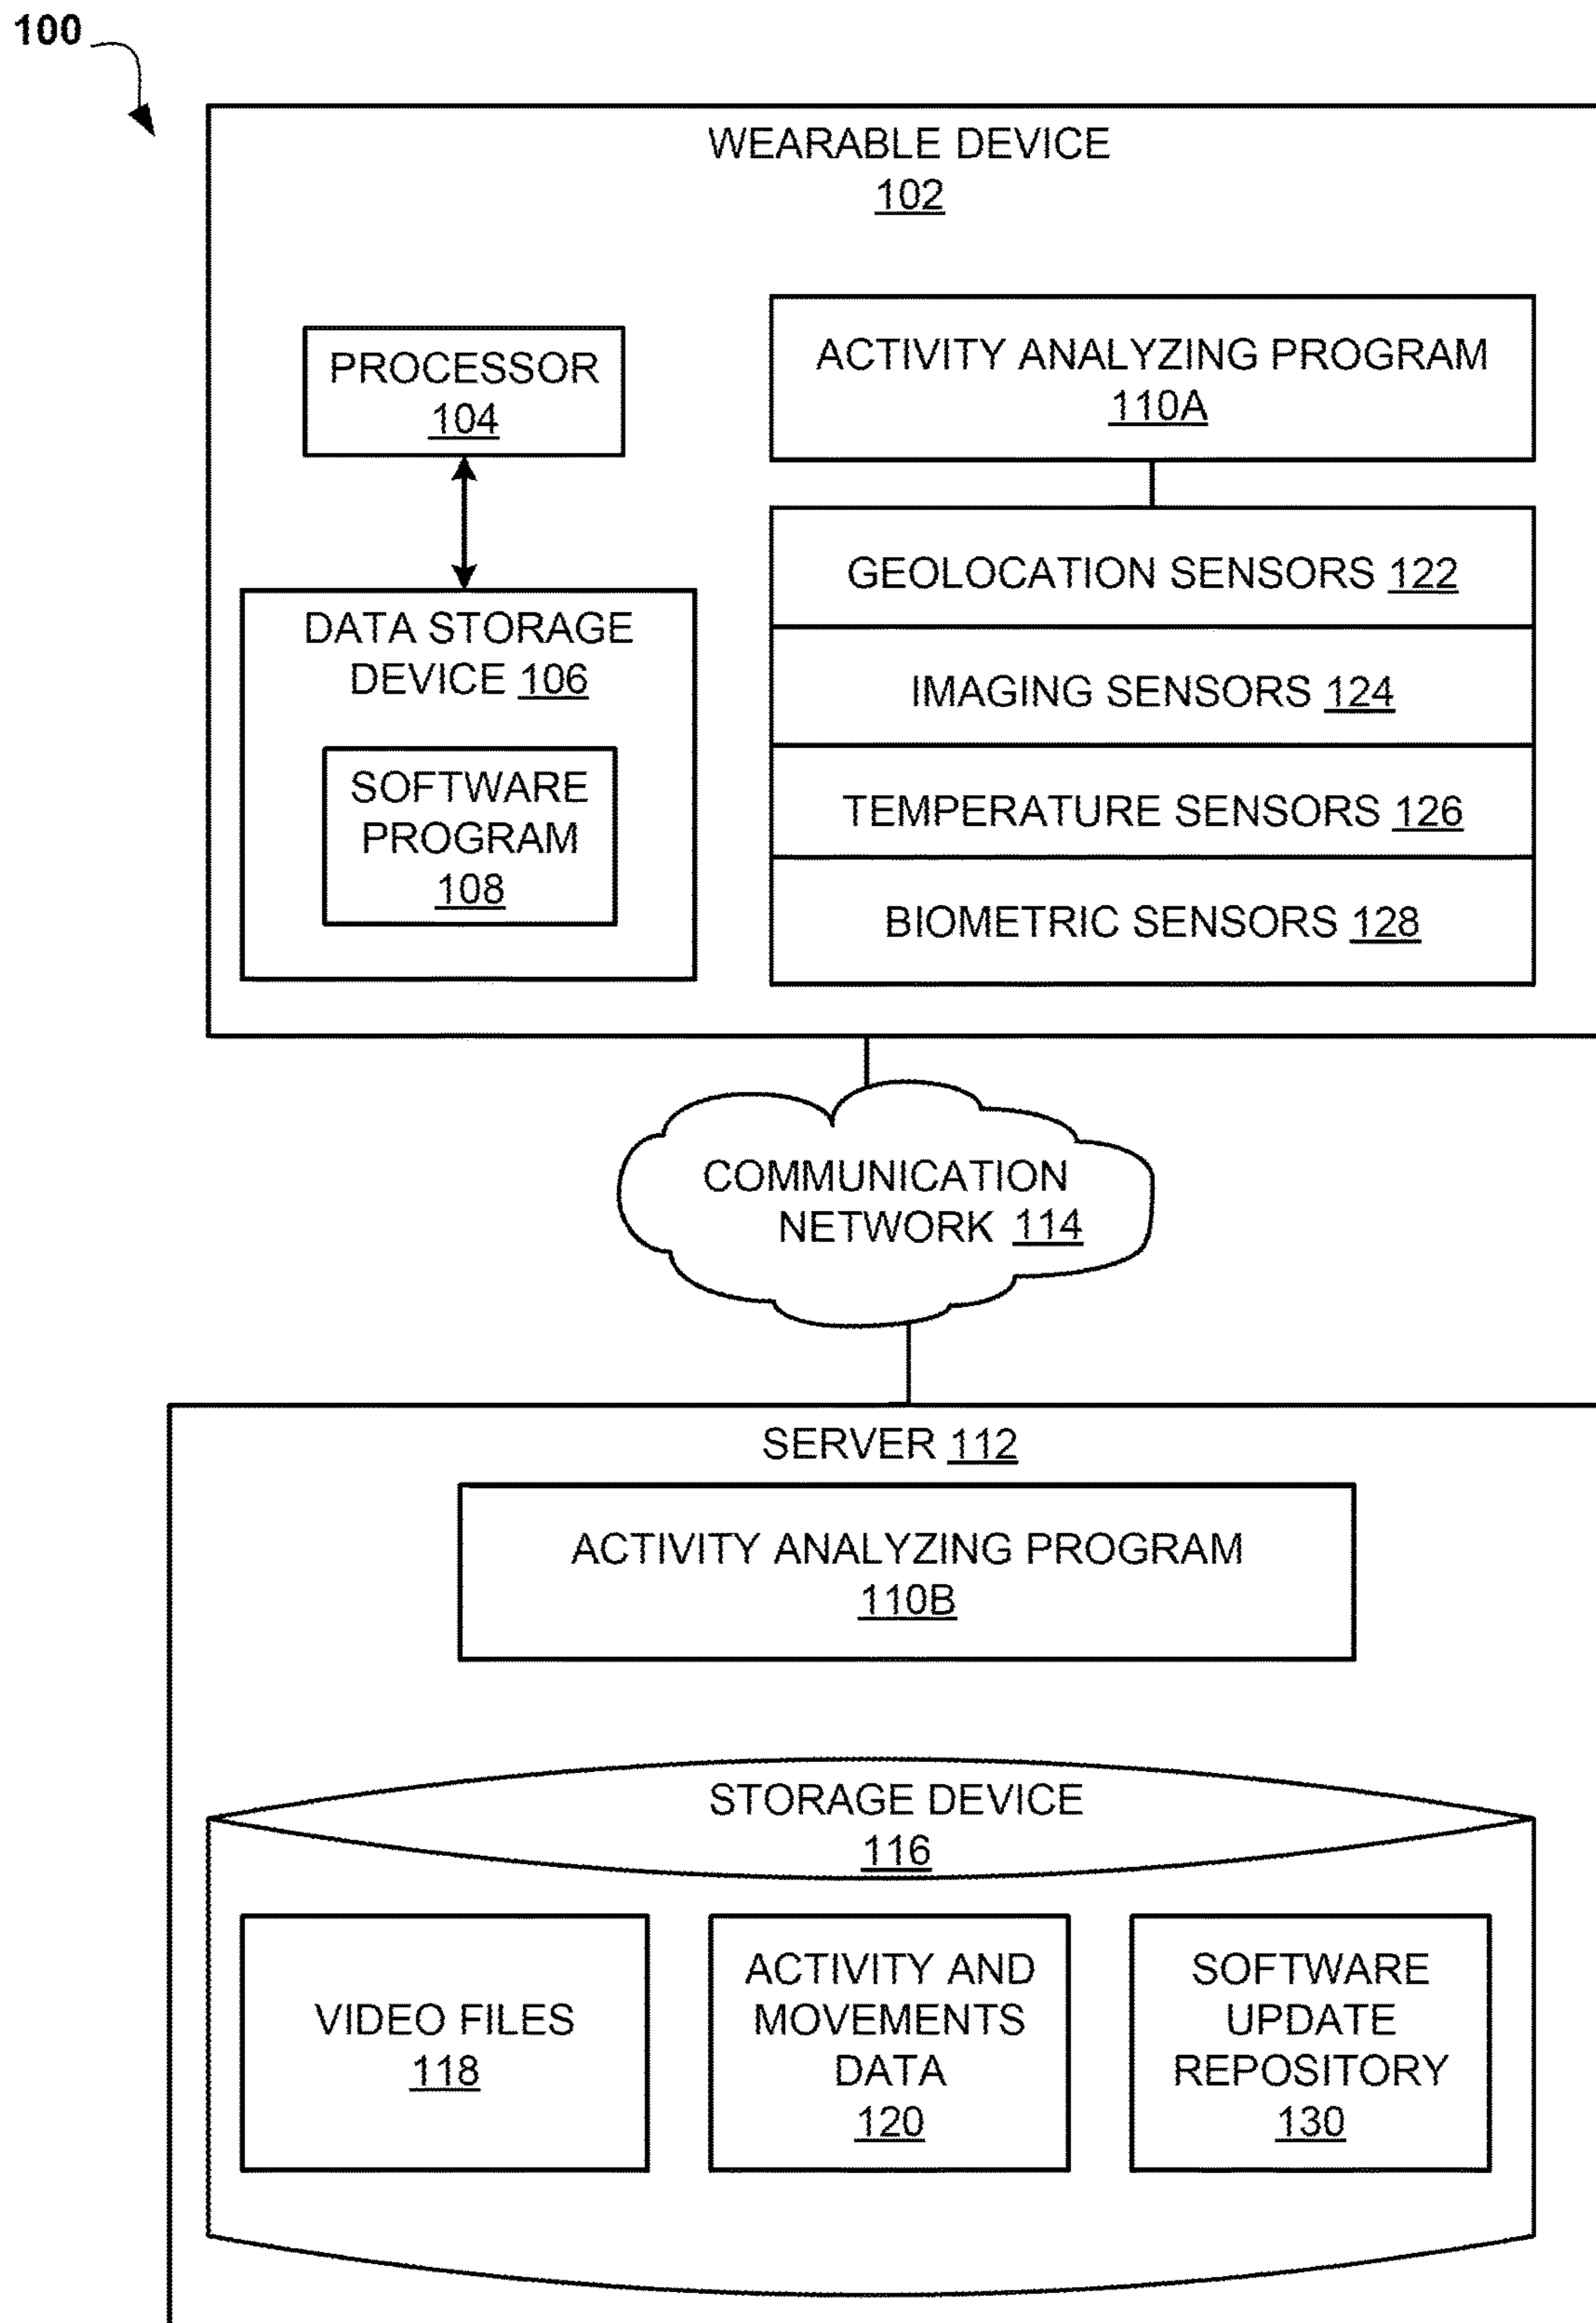 100
WEARABLE DEVICE
102
PROCESSOR
104
DATA STORAGE
DEVICE 106
SOFTWARE
PROGRAM
108
ACTIVITY ANALYZING PROGRAM
110A
GEOLOCATION SENSORS 122
IMAGING SENSORS 124
TEMPERATURE SENSORS 126
BIOMETRIC SENSORS 128
COMMUNICATION
NETWORK 114
SERVER 112
ACTIVITY ANALYZING PROGRAM
110B
STORAGE DEVICE
116
VIDEO FILES
118
ACTIVITY AND
MOVEMENTS
DATA
120
SOFTWARE
UPDATE
REPOSITORY
130